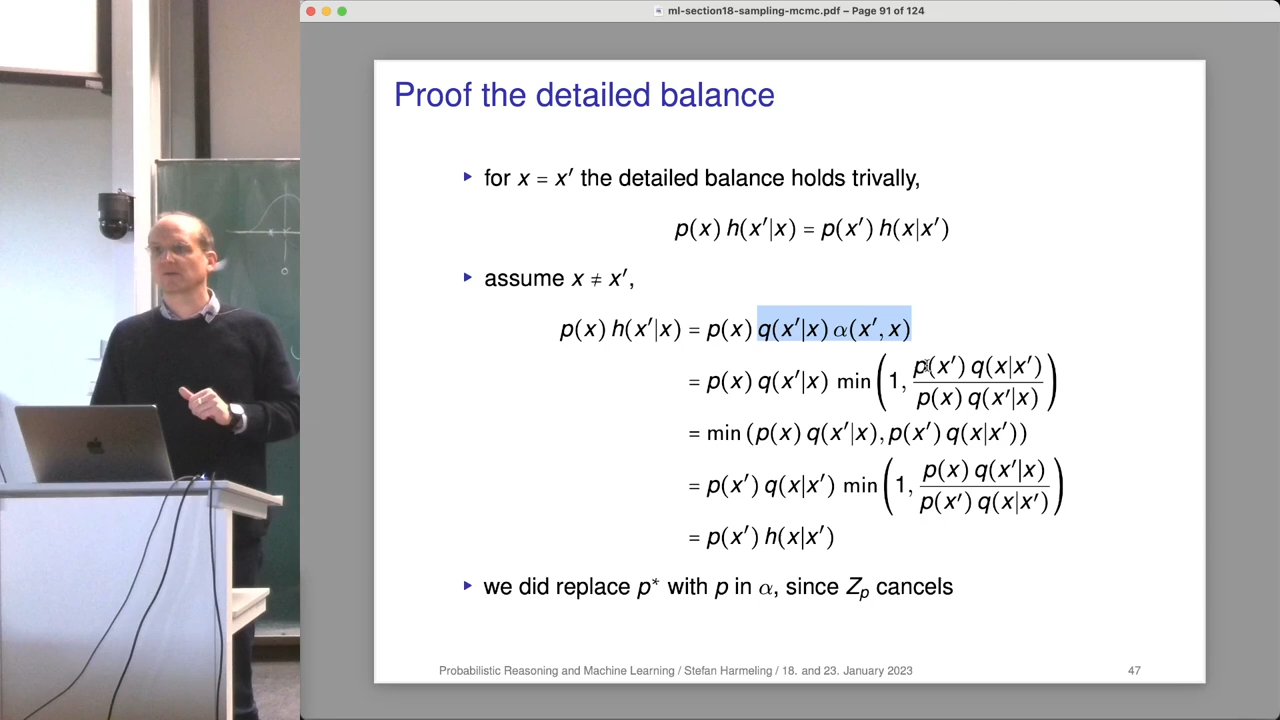 ml-section18-sampling-mcmc.pdf – Page 91 of 124
Proof the detailed balance
for x = x′ the detailed balance holds trivally,
p(x) h(x′|x) = p(x′) h(x|x′)
assume x ≠ x′,
p(x) h(x′|x) = p(x) q(x′|x) α(x′, x)
= p(x) q(x′|x) min(1, p(x′) q(x|x′) / p(x) q(x′|x))
= min (p(x) q(x′|x), p(x′) q(x|x′))
= p(x′) q(x|x′) min(1, p(x) q(x′|x) / p(x′) q(x|x′))
= p(x′) h(x|x′)
we did replace p* with p in α, since Zp cancels
Probabilistic Reasoning and Machine Learning / Stefan Harmeling / 18. and 23. January 2023 47